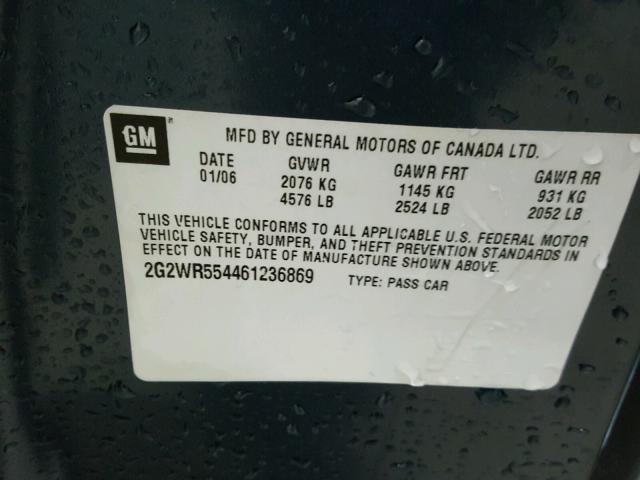 GM
MFD BY GENERAL MOTORS OF CANADA LTD.
DATE GVWR GAWR FRT GAWR RR
01/06 2076 KG 1145 KG 931 KG
4576 LB 2524 LB 2052 LB
THIS VEHICLE CONFORMS TO ALL APPLICABLE U.S. FEDERAL MOTOR
VEHICLE SAFETY, BUMPER, AND THEFT PREVENTION STANDARDS IN
EFFECT ON THE DATE OF MANUFACTURE SHOWN ABOVE.
2G2WR554461236869 TYPE: PASS CAR